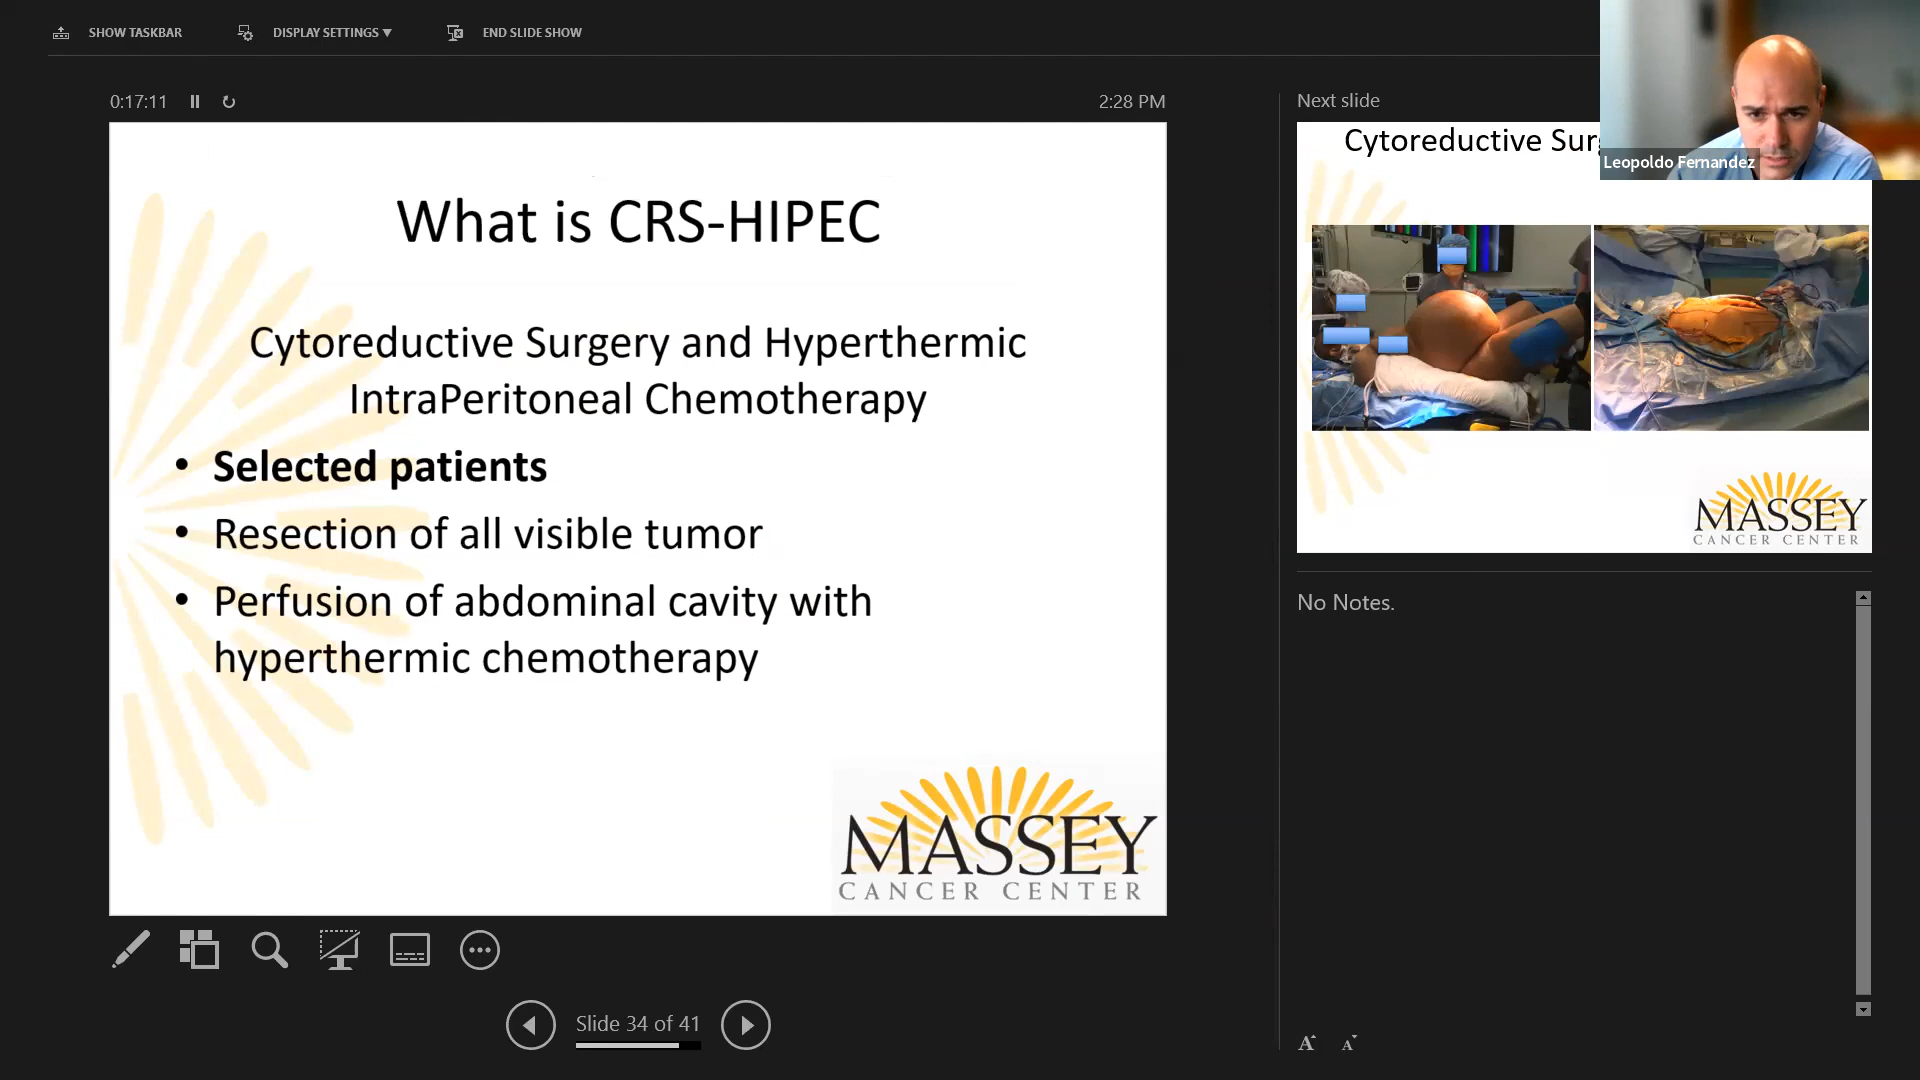 SHOW TASKBAR
DISPLAY SETTINGS ▼
END SLIDE SHOW
0:17:11
2:28 PM
What is CRS-HIPEC
Cytoreductive Surgery and Hyperthermic
IntraPeritoneal Chemotherapy
• Selected patients
• Resection of all visible tumor
• Perfusion of abdominal cavity with
hyperthermic chemotherapy
MASSEY
CANCER CENTER
Slide 34 of 41
Next slide
Leopoldo Fernandez
Cytoreductive Surg
MASSEY
CANCER CENTER
No Notes.
A A